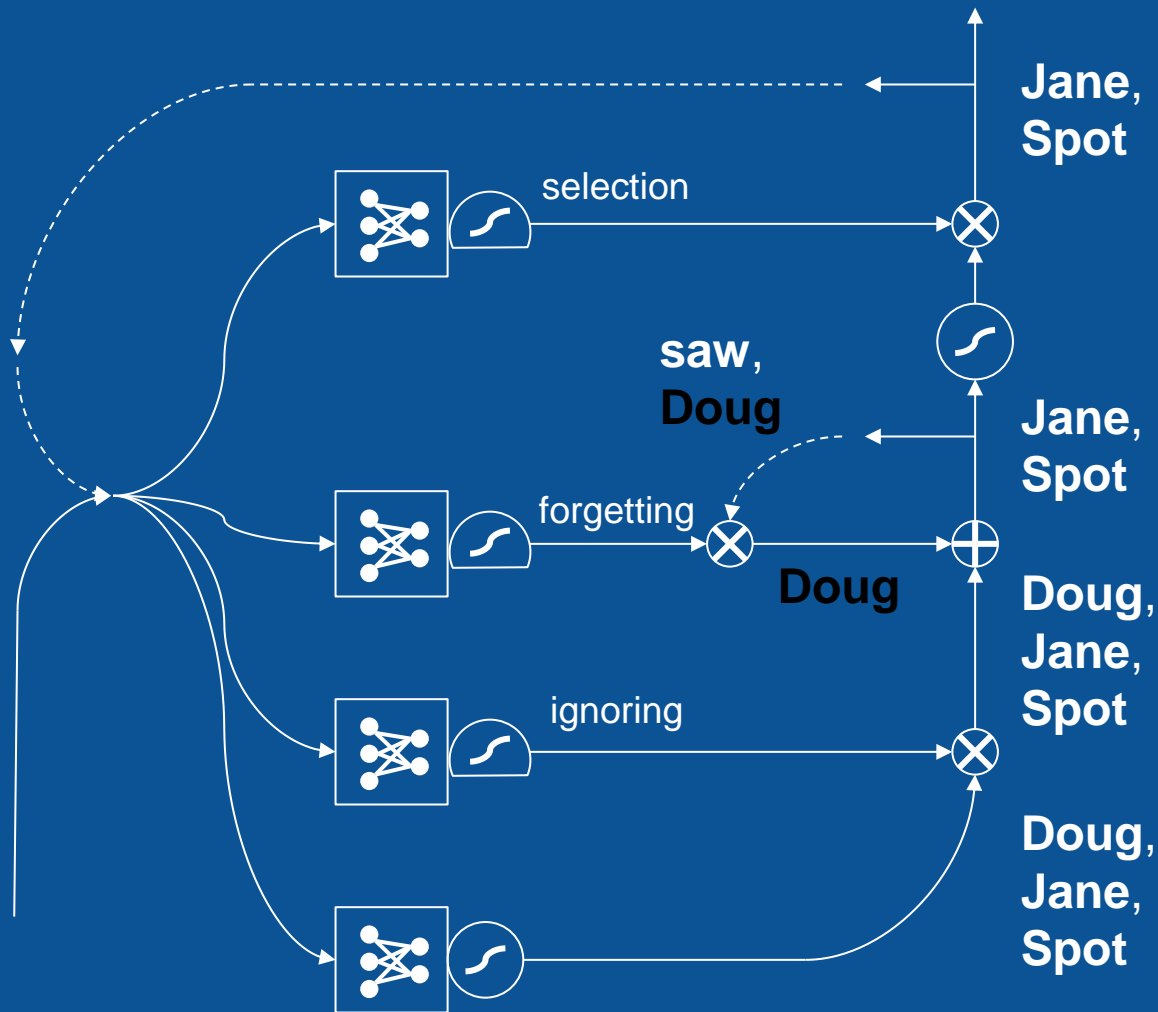 Jane,
Spot
selection
saw,
Doug
Jane,
Spot
forgetting
Doug
Doug,
Jane,
Spot
ignoring
Doug,
Jane,
Spot